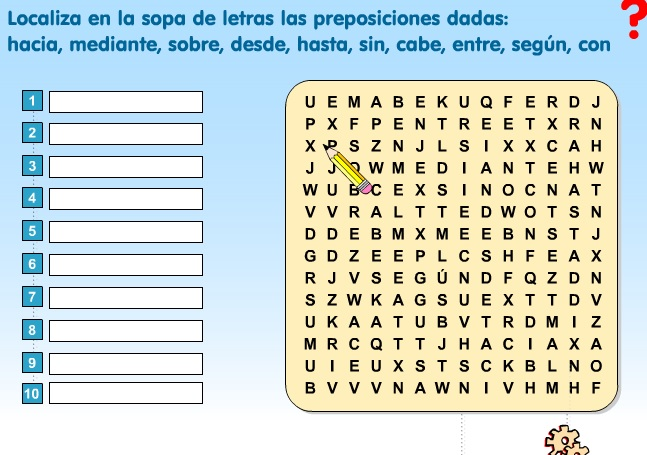 Localiza en la sopa de letras las preposiciones dadas:
hacia, mediante, sobre, desde, hasta, sin, cabe, entre, según, con
?
1
2
3
4
5
6
7
8
9
10
U E M A B E K U Q F E R D J
P X F P E N T R E E T X R N
X S Z N J L S I X X C A H
J J O W M E D I A N T E H W
W U B C E X S I N O C N A T
V V R A L T T E D W O T S N
D D E B M X M E E B N S T J
G D Z E E P L C S H F E A X
R J V S E G Ú N D F Q Z D N
S Z W K A G S U E X T T D V
U K A A T U B V T R D M I Z
M R C Q T T J H A C I A X A
U I E U X S T S C K B L N O
B V V V N A W N I V H M H F